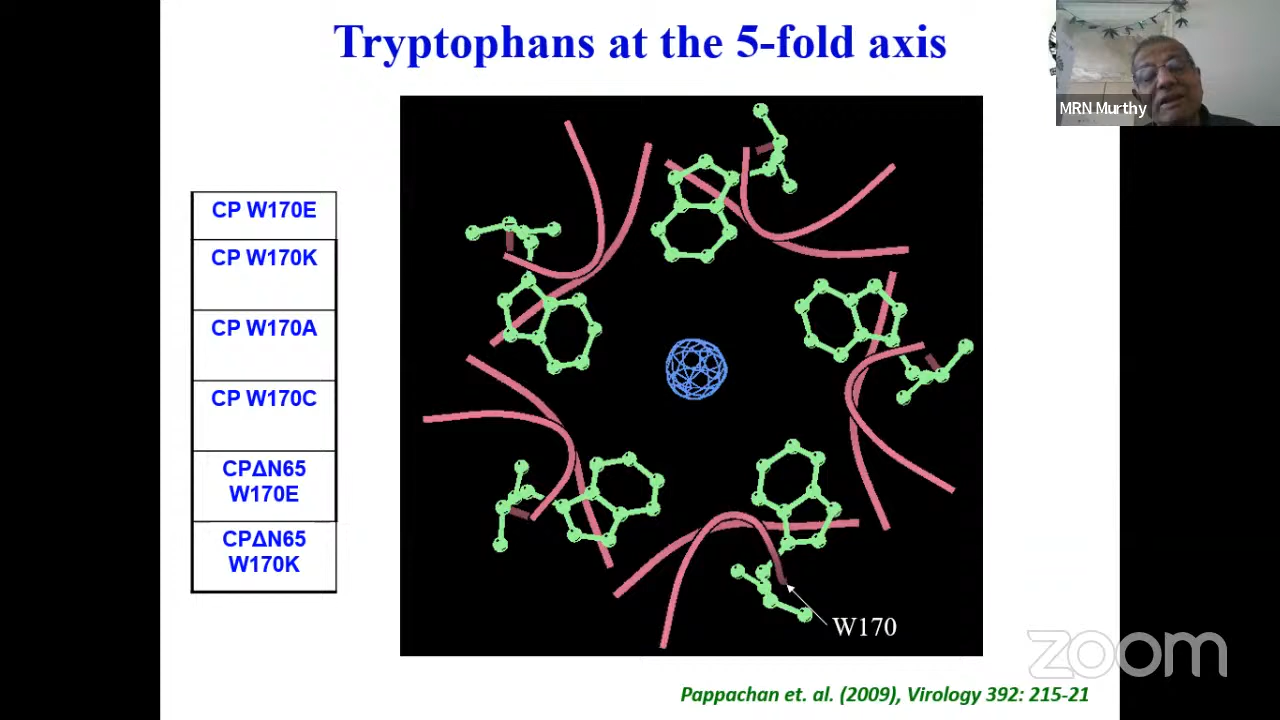 Tryptophans at the 5-fold axis
MRN Murthy
CP W170E
CP W170K
CP W170A
CP W170C
CPΔN65
W170E
CPΔN65
W170K
W170
zoom
Pappachan et. al. (2009), Virology 392: 215-21